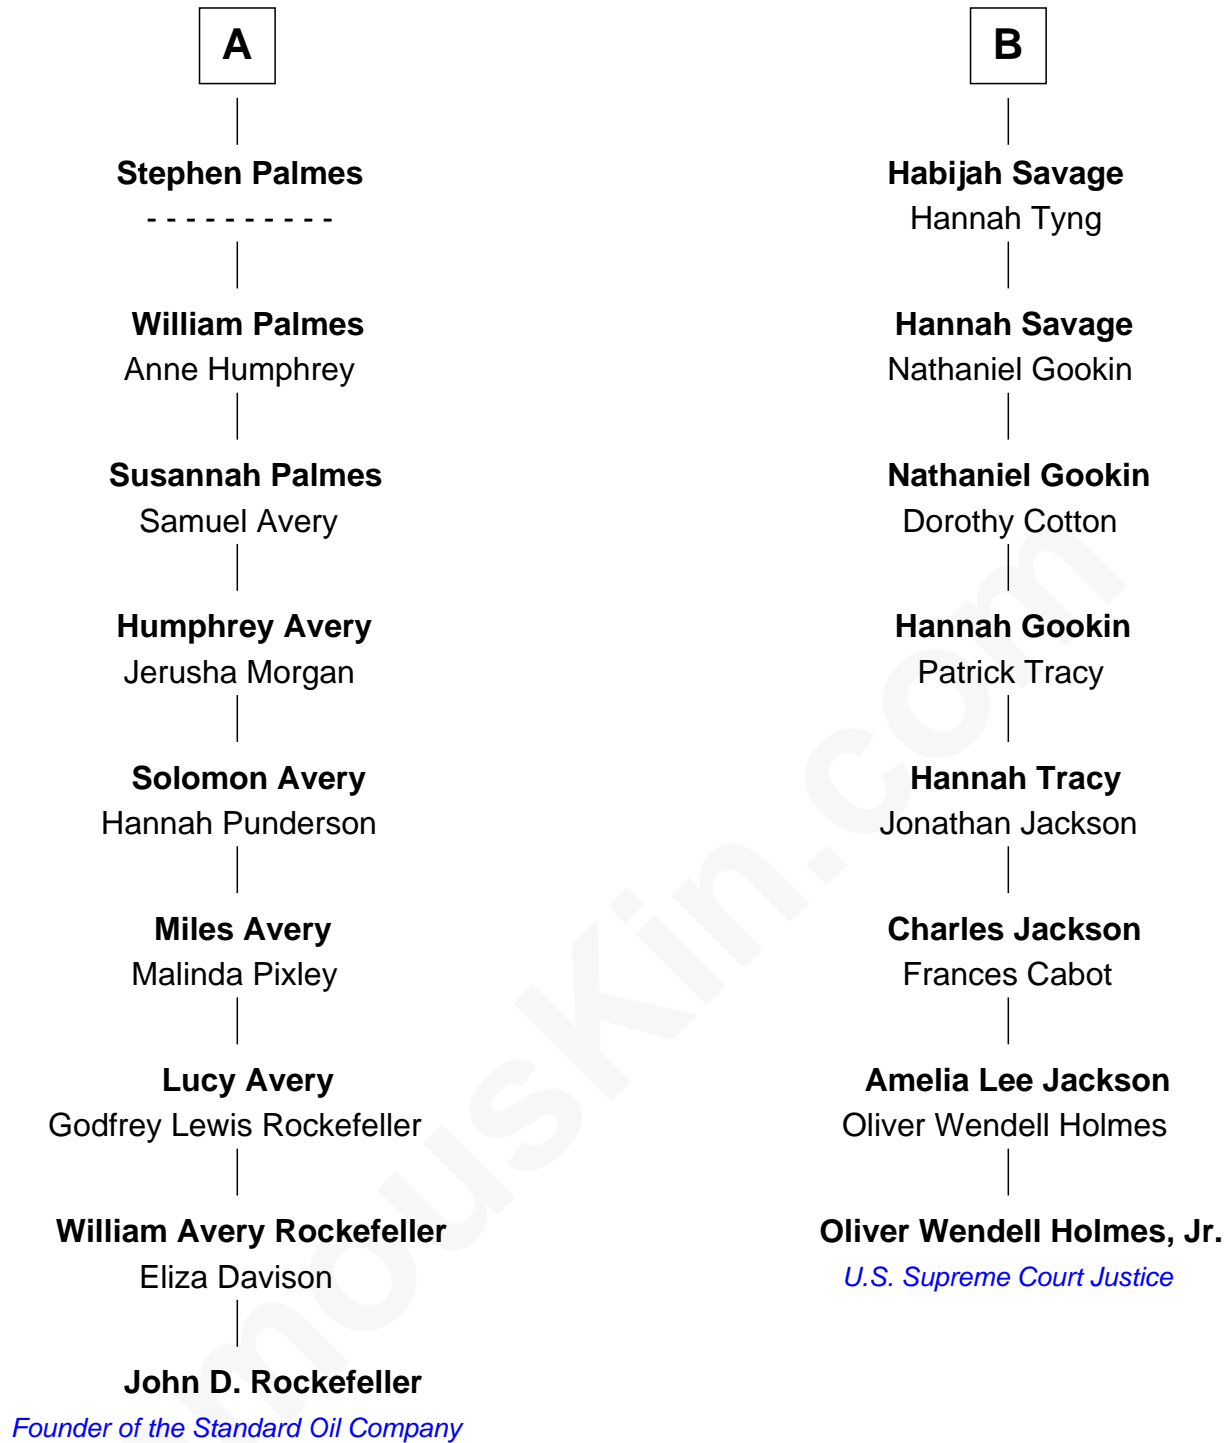 A
Stephen Palmes
- - - - - - - - - -
William Palmes
Anne Humphrey
Susannah Palmes
Samuel Avery
Humphrey Avery
Jerusha Morgan
Solomon Avery
Hannah Punderson
Miles Avery
Malinda Pixley
Lucy Avery
Godfrey Lewis Rockefeller
William Avery Rockefeller
Eliza Davison
John D. Rockefeller
Founder of the Standard Oil Company
B
Habijah Savage
Hannah Tyng
Hannah Savage
Nathaniel Gookin
Nathaniel Gookin
Dorothy Cotton
Hannah Gookin
Patrick Tracy
Hannah Tracy
Jonathan Jackson
Charles Jackson
Frances Cabot
Amelia Lee Jackson
Oliver Wendell Holmes
Oliver Wendell Holmes, Jr.
U.S. Supreme Court Justice
mousKin.com